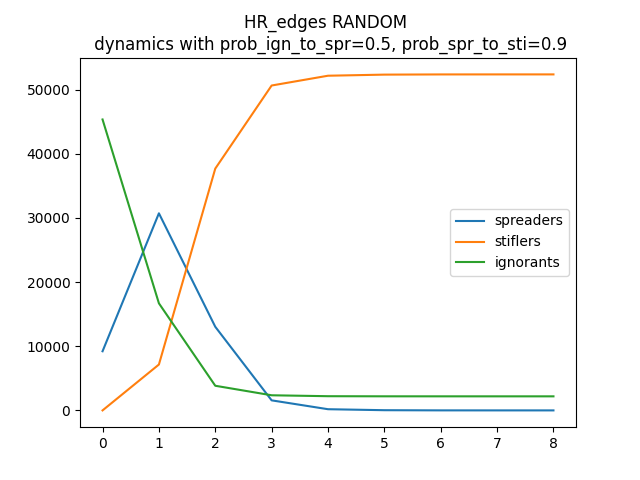 HR_edges RANDOM
dynamics with prob_ign_to_spr=0.5, prob_spr_to_sti=0.9
50000
40000
30000
20000
10000
0
spreaders
stiflers
ignorants
0 1 2 3 4 5 6 7 8